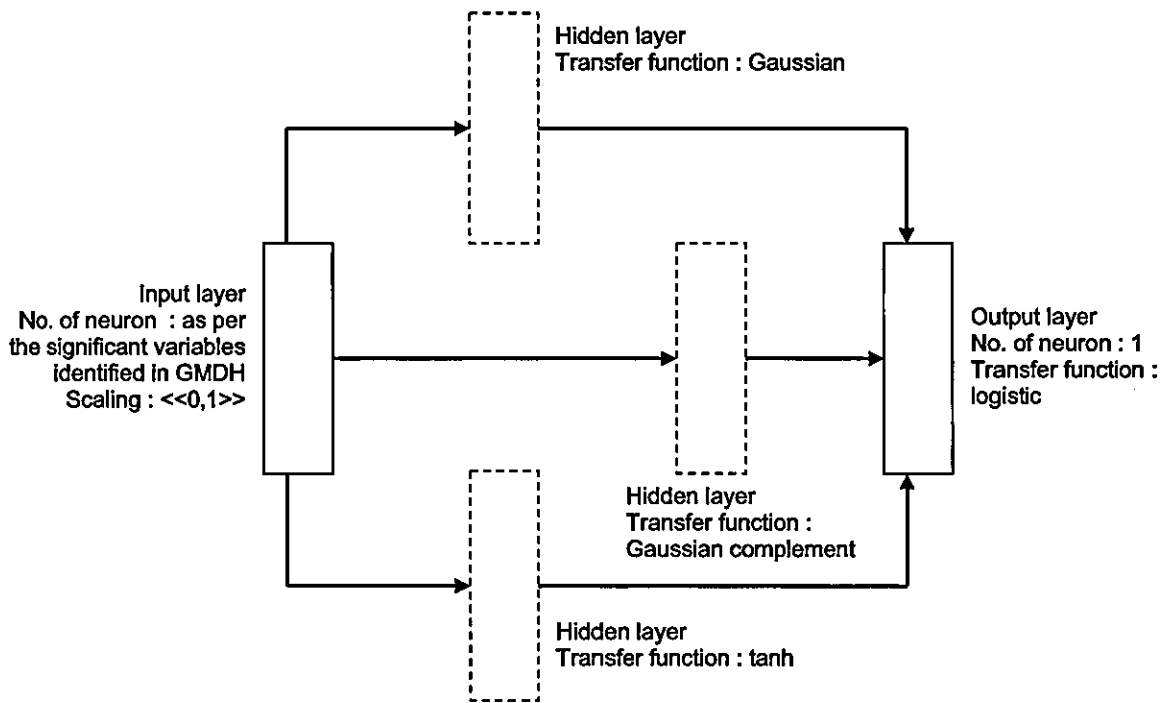 Hidden layer
Transfer function : Gaussian
Input layer
No. of neuron : as per
the significant variables
identified in GMDH
Scaling : <<0,1>>
Output layer
No. of neuron : 1
Transfer function :
logistic
Hidden layer
Transfer function :
Gaussian complement
Hidden layer
Transfer function : tanh